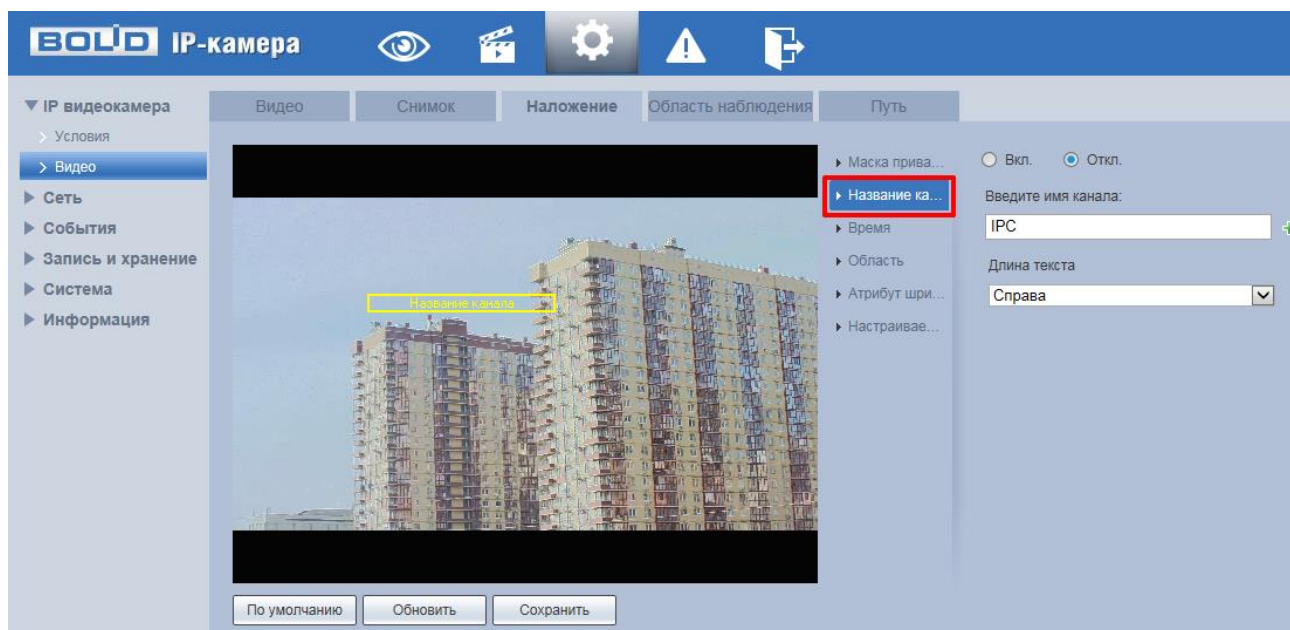 BOLID IP-камера
IP видеокамера
Условия
Видео
Сеть
События
Запись и хранение
Система
Информация
Видео Снимок Наложение Область наблюдения Путь
Название канала
Маска прива...
Название ка...
Время
Область
Атрибут шри...
Настраивае...
Вкл. Откл.
Введите имя канала:
IPC
Длина текста
Справа
По умолчанию Обновить Сохранить